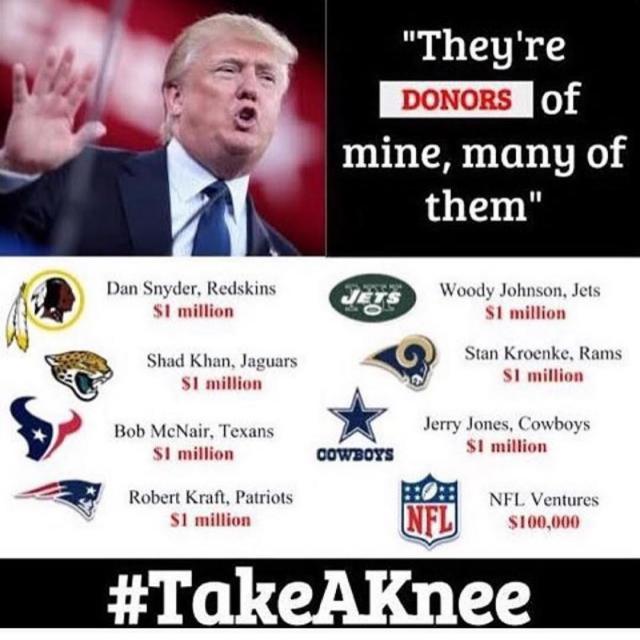 "They're
DONORS of
mine, many of
them"
Dan Snyder, Redskins
$1 million
JETS
Woody Johnson, Jets
$1 million
Shad Khan, Jaguars
$1 million
Stan Kroenke, Rams
$1 million
Bob McNair, Texans
$1 million
COWBOYS
Jerry Jones, Cowboys
$1 million
Robert Kraft, Patriots
$1 million
NFL
NFL Ventures
$100,000
#TakeAKnee